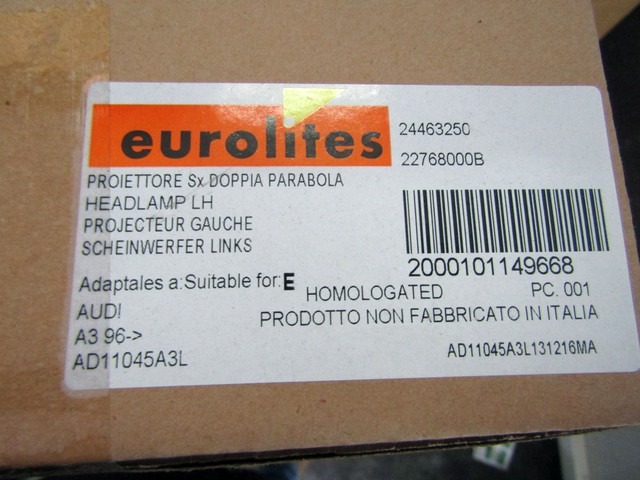 eurolites
24463250
22768000B
PROIETTORE Sx DOPPIA PARABOLA
HEADLAMP LH
PROJECTEUR GAUCHE
SCHEINWERFER LINKS
2000101149668
Adaptales a:Suitable for:E
HOMOLOGATED PC. 001
AUDI
PRODOTTO NON FABBRICATO IN ITALIA
A3 96->
AD11045A3L
AD11045A3L131216MA